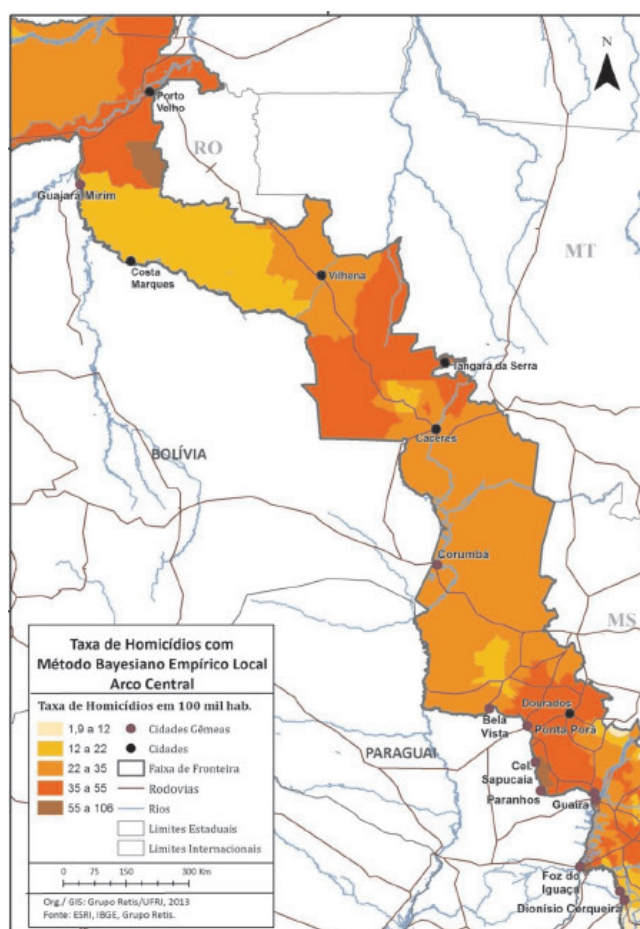 N
Porto
Velho
RO
Guajará Mirim
MT
Costa
Marques
Vilhena
Tangará da Serra
Cáceres
BOLÍVIA
Corumbá
MS
Dourados
Bela
Vista
Ponta Porã
PARAGUAI
Cel.
Sapucaia
Paranhos
Guaíra
Foz do
Iguaçu
Dionísio Cerqueira
Taxa de Homicídios com
Método Bayesiano Empírico Local
Arco Central
Taxa de Homicídios em 100 mil hab.
1,9 a 12
12 a 22
22 a 35
35 a 55
55 a 106
Cidades Gêmeas
Cidades
Faixa de Fronteira
Rodovias
Rios
Limites Estaduais
Limites Internacionais
0 75 150 300 Km
Org./ GIS: Grupo Retis/UFRJ, 2013
Fonte: ESRI, IBGE, Grupo Retis.